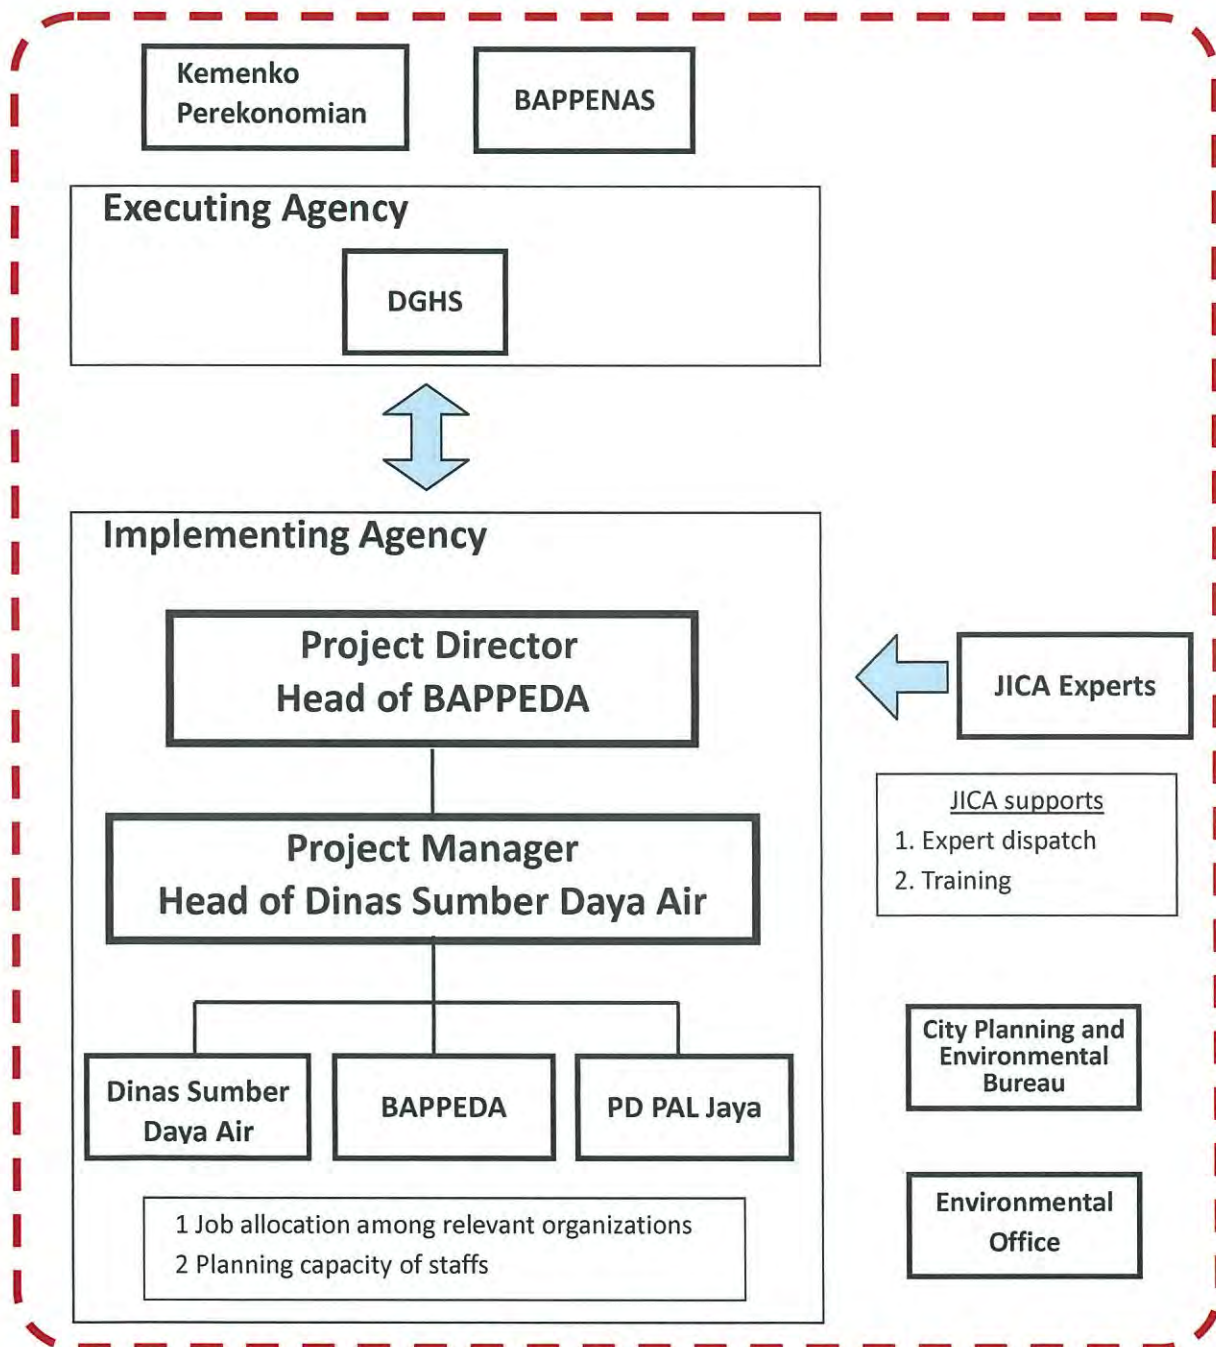 Kemenko
Perekonomian
BAPPENAS
Executing Agency
DGHS
Implementing Agency
Project Director
Head of BAPPEDA
JICA Experts
JICA supports
1. Expert dispatch
2. Training
Project Manager
Head of Dinas Sumber Daya Air
City Planning and
Environmental
Bureau
Dinas Sumber
Daya Air
BAPPEDA
PD PAL Jaya
Environmental
Office
1 Job allocation among relevant organizations
2 Planning capacity of staffs